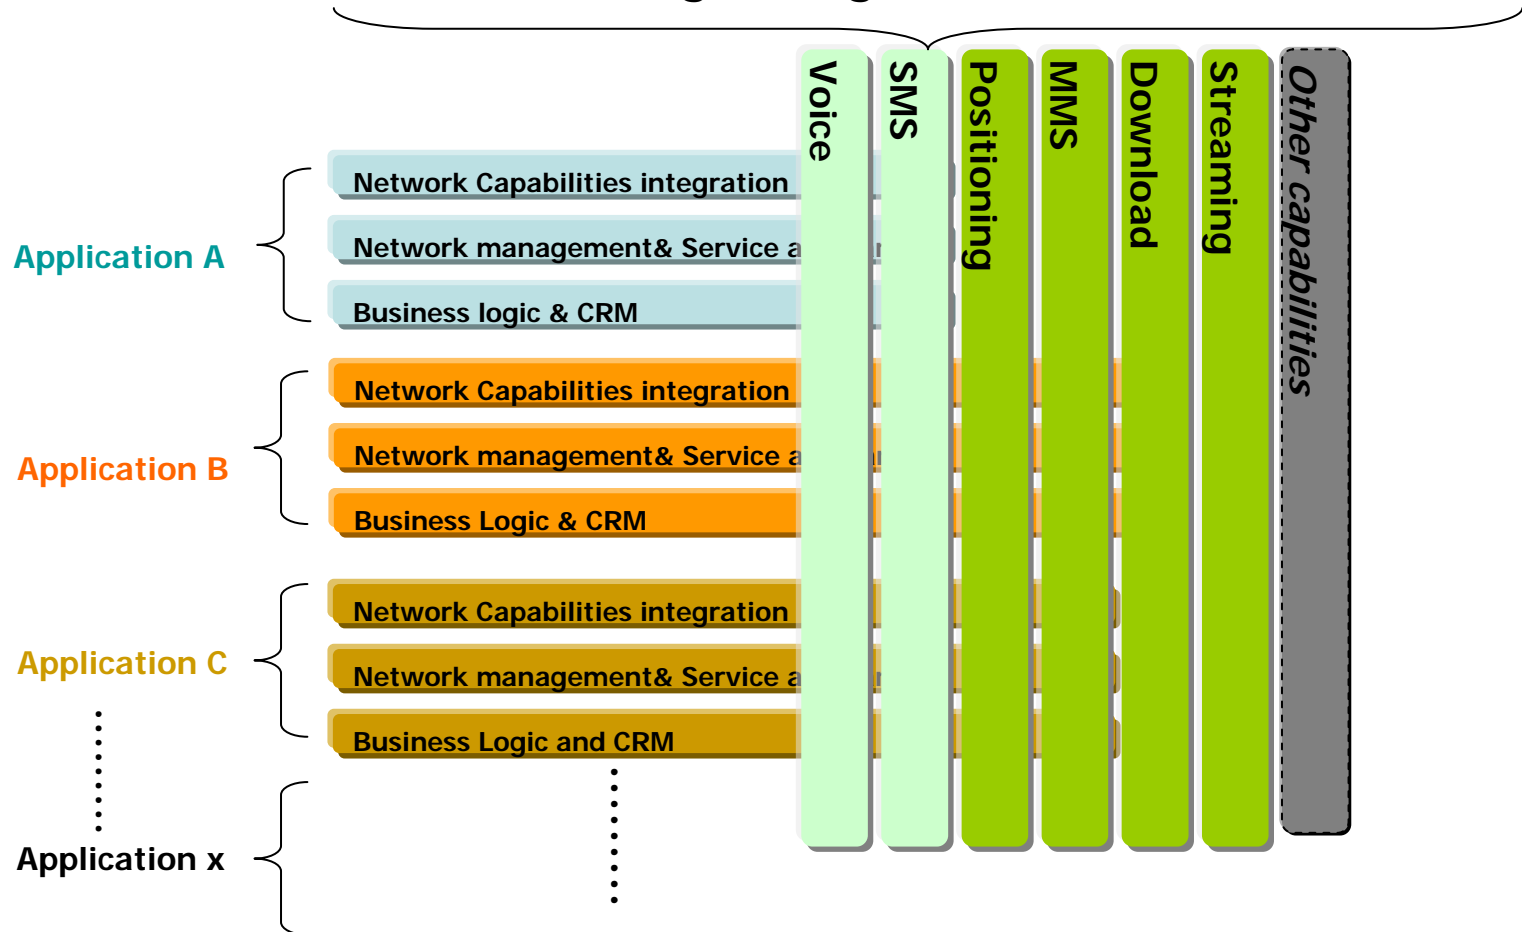 Voice
SMS
Positioning
MMS
Download
Streaming
Other capabilities
Application A
Network Capabilities integration
Network management& Service a
Business logic & CRM
Application B
Network Capabilities integration
Network management& Service a
Business Logic & CRM
Application C
Network Capabilities integration
Network management& Service a
Business Logic and CRM
Application x